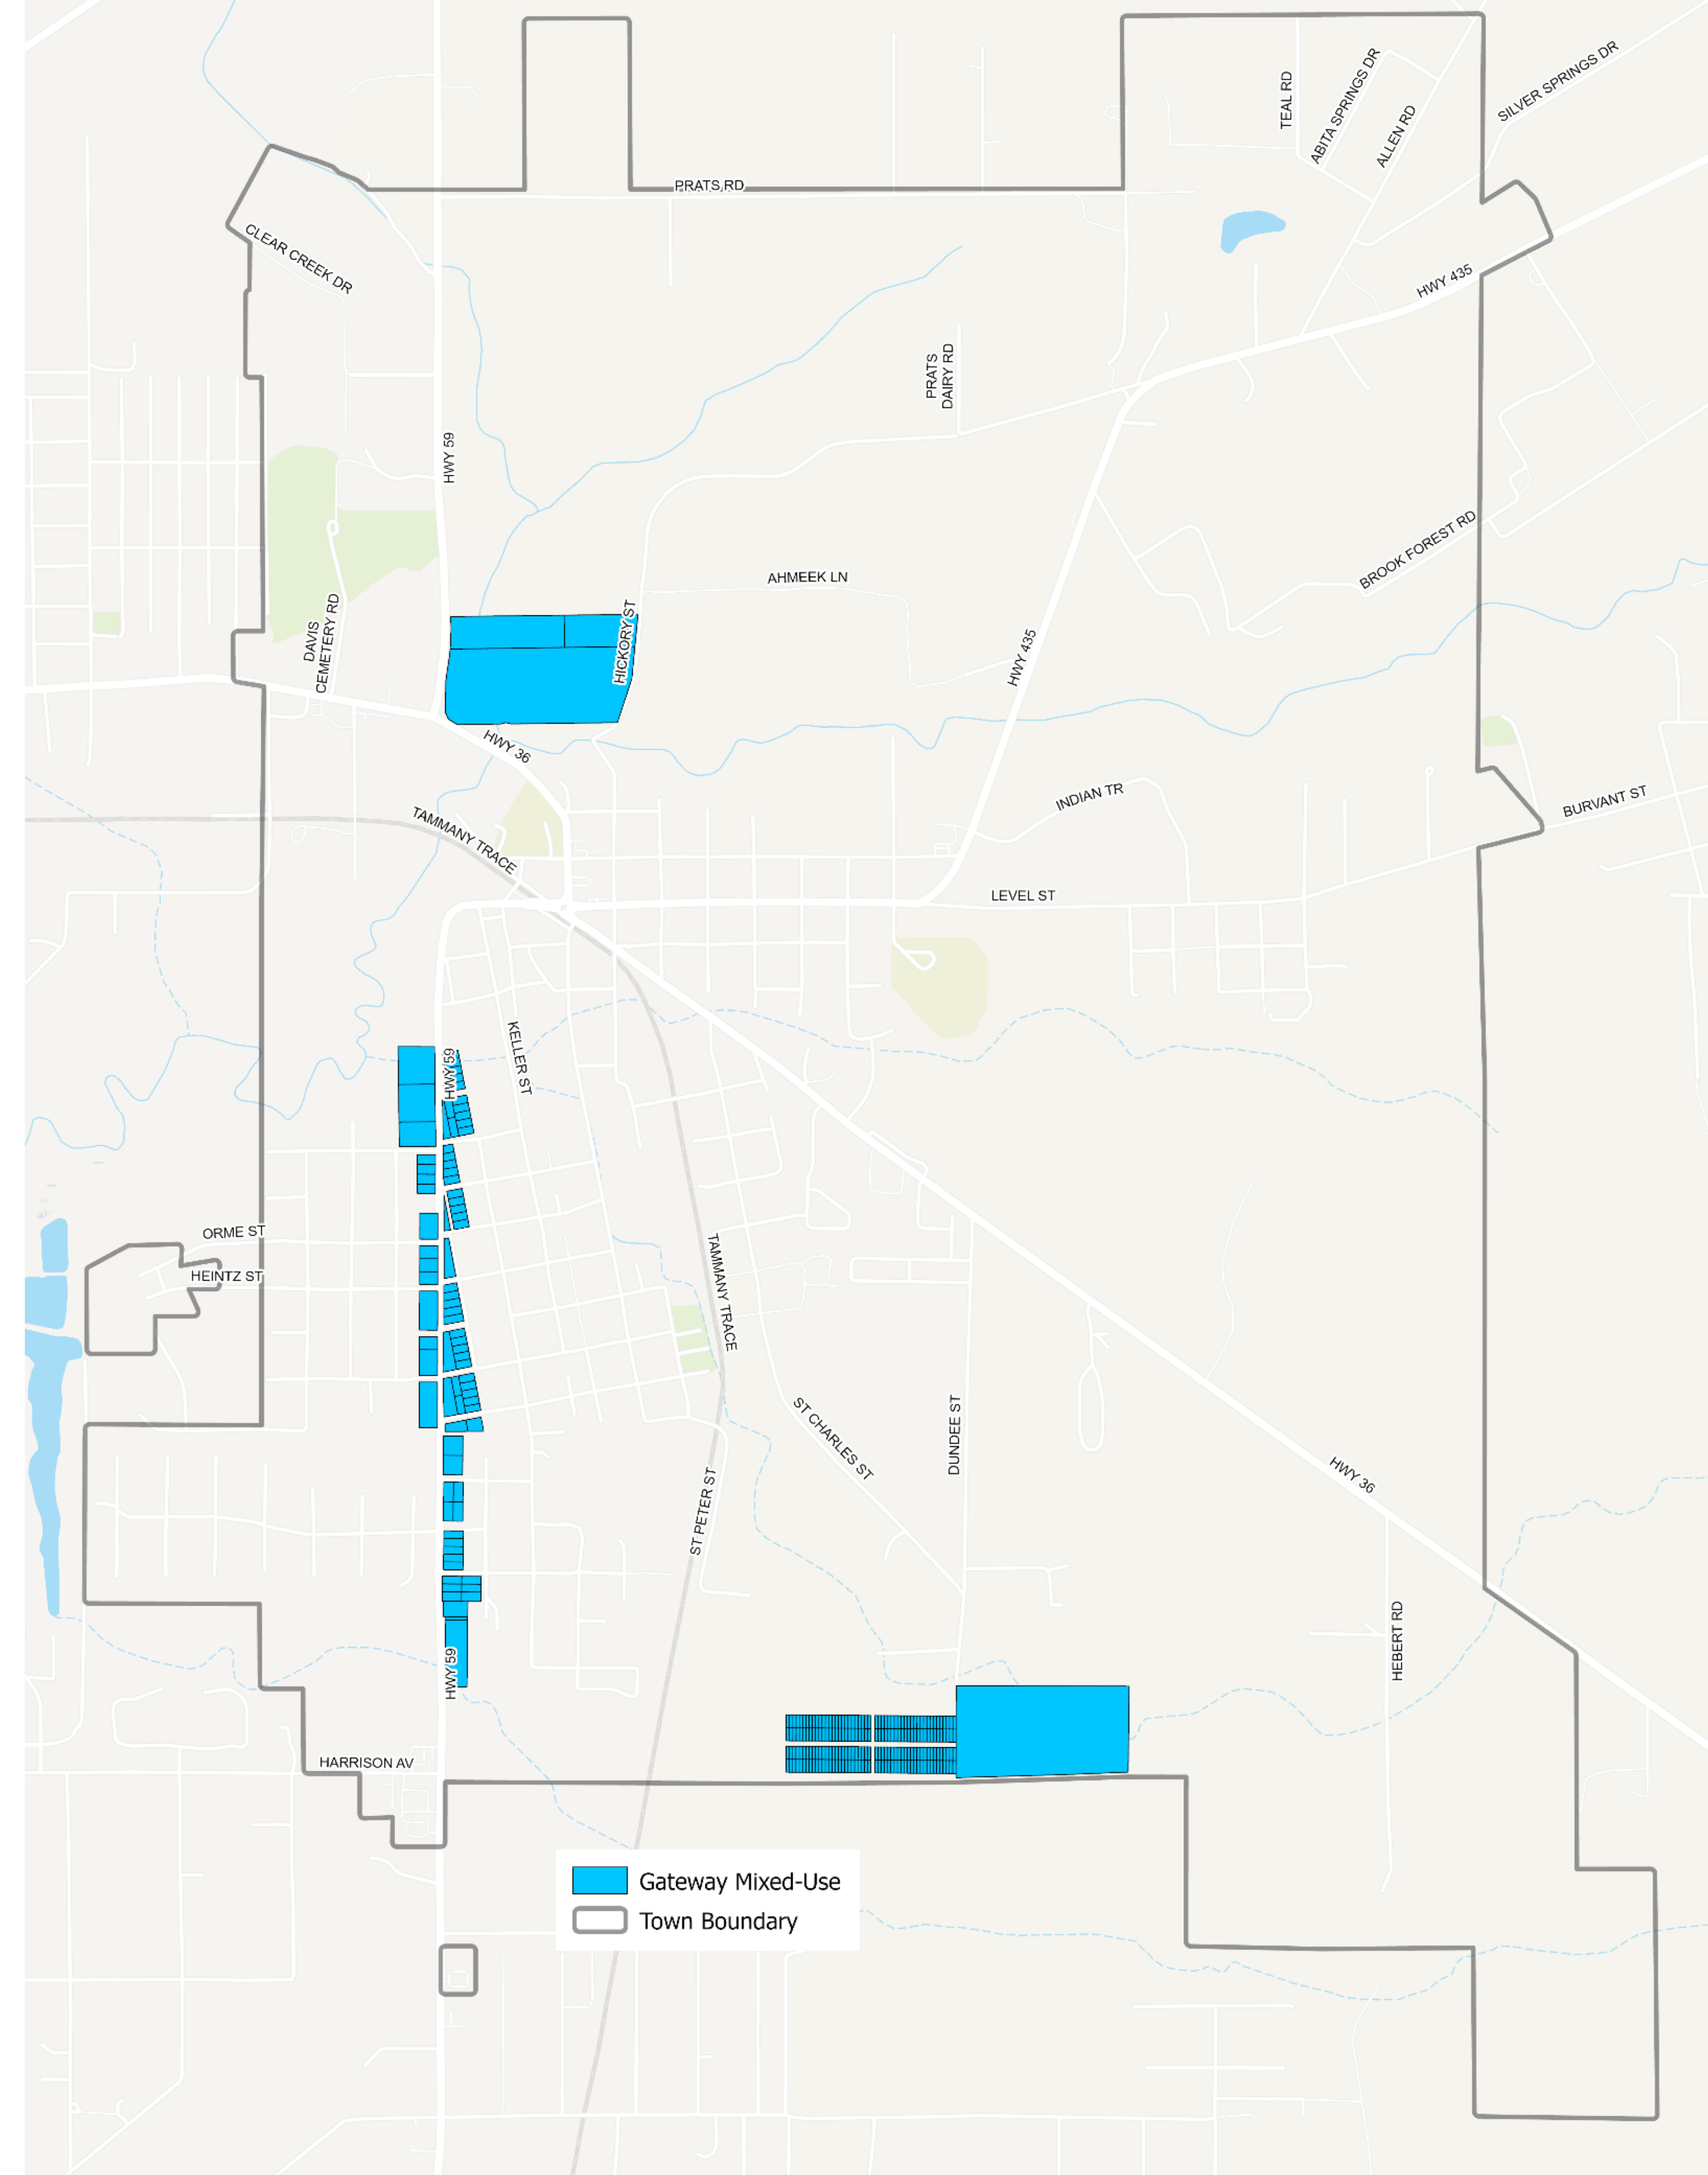 SILVER SPRINGS DR
TEAL RD
ABITA SPRINGS DR
ALLEN RD
PRATS RD
CLEAR CREEK DR
HWY 435
PRATS
DAIRY RD
HWY 59
BROOK FOREST RD
AHMEEK LN
DAVIS
CEMETERY RD
HICKORY ST
HWY 435
HWY 36
INDIAN TR
BURVANT ST
TAMMANY TRACE
LEVEL ST
KELLER ST
HWY 59
ORME ST
HEINTZ ST
TAMMANY TRACE
ST CHARLES ST
DUNDEE ST
HWY 36
ST PETER ST
HEBERT RD
HWY 59
HARRISON AV
Gateway Mixed-Use
Town Boundary